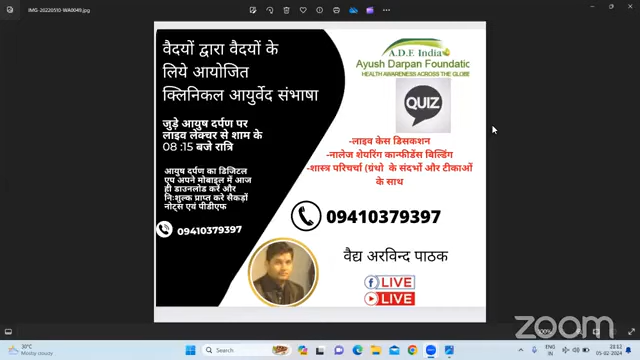 IMG-20220510-WA0049.jpg
वैदयों द्वारा वैदयों के
लिये आयोजित
क्लिनिकल आयुर्वेद संभाषा
जुड़े आयुष दर्पण पर
लाइव लेक्चर से शाम के
08 :15 बजे रात्रि
आयुष दर्पण का डिजिटल
एप अपने मोबाइल में आज
ही डाउनलोड करें और
निःशुल्क प्राप्त करे सैकड़ों
नोट्स एवं पीडीएफ
09410379397
A.D.F India
Ayush Darpan Foundatic
HEALTH AWARENESS ACROSS THE GLOBE
QUIZ
-लाइव केस डिसकशन
-नालेज शेयरिंग कान्फीडेंस बिल्डिंग
-शास्त्र परिचर्चा (ग्रंथो के संदर्भों और टीकाओं
के साथ
09410379397
वैद्य अरविन्द पाठक
f LIVE
LIVE
zoom
100%
30°C
Mostly cloudy
Search
ENG
IN
05-02-2024